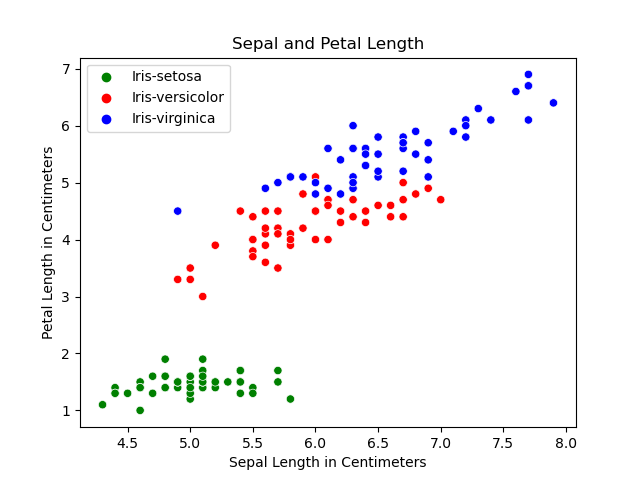 Sepal and Petal Length
Iris-setosa
Iris-versicolor
Iris-virginica
7
6
5
4
3
2
1
Petal Length in Centimeters
4.5 5.0 5.5 6.0 6.5 7.0 7.5 8.0
Sepal Length in Centimeters